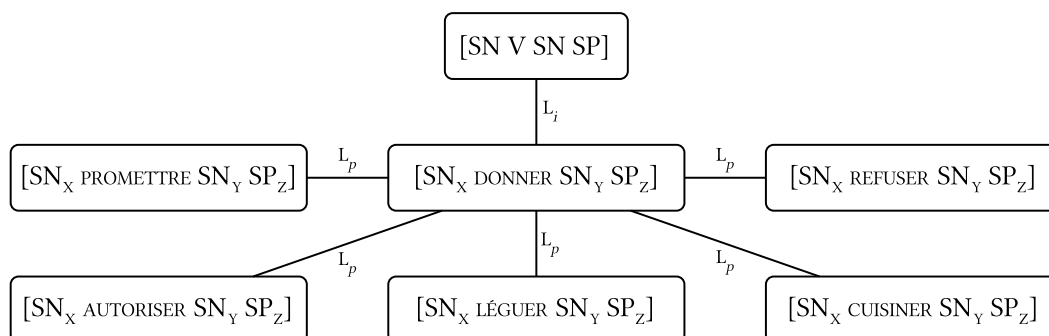 [SN V SN SP]
Li
[SNX PROMETTRE SNY SPZ]
Lp
[SNX DONNER SNY SPZ]
Lp
[SNX REFUSER SNY SPZ]
Lp
Lp
Lp
[SNX AUTORISER SNY SPZ]
[SNX LÉGUER SNY SPZ]
[SNX CUISINER SNY SPZ]